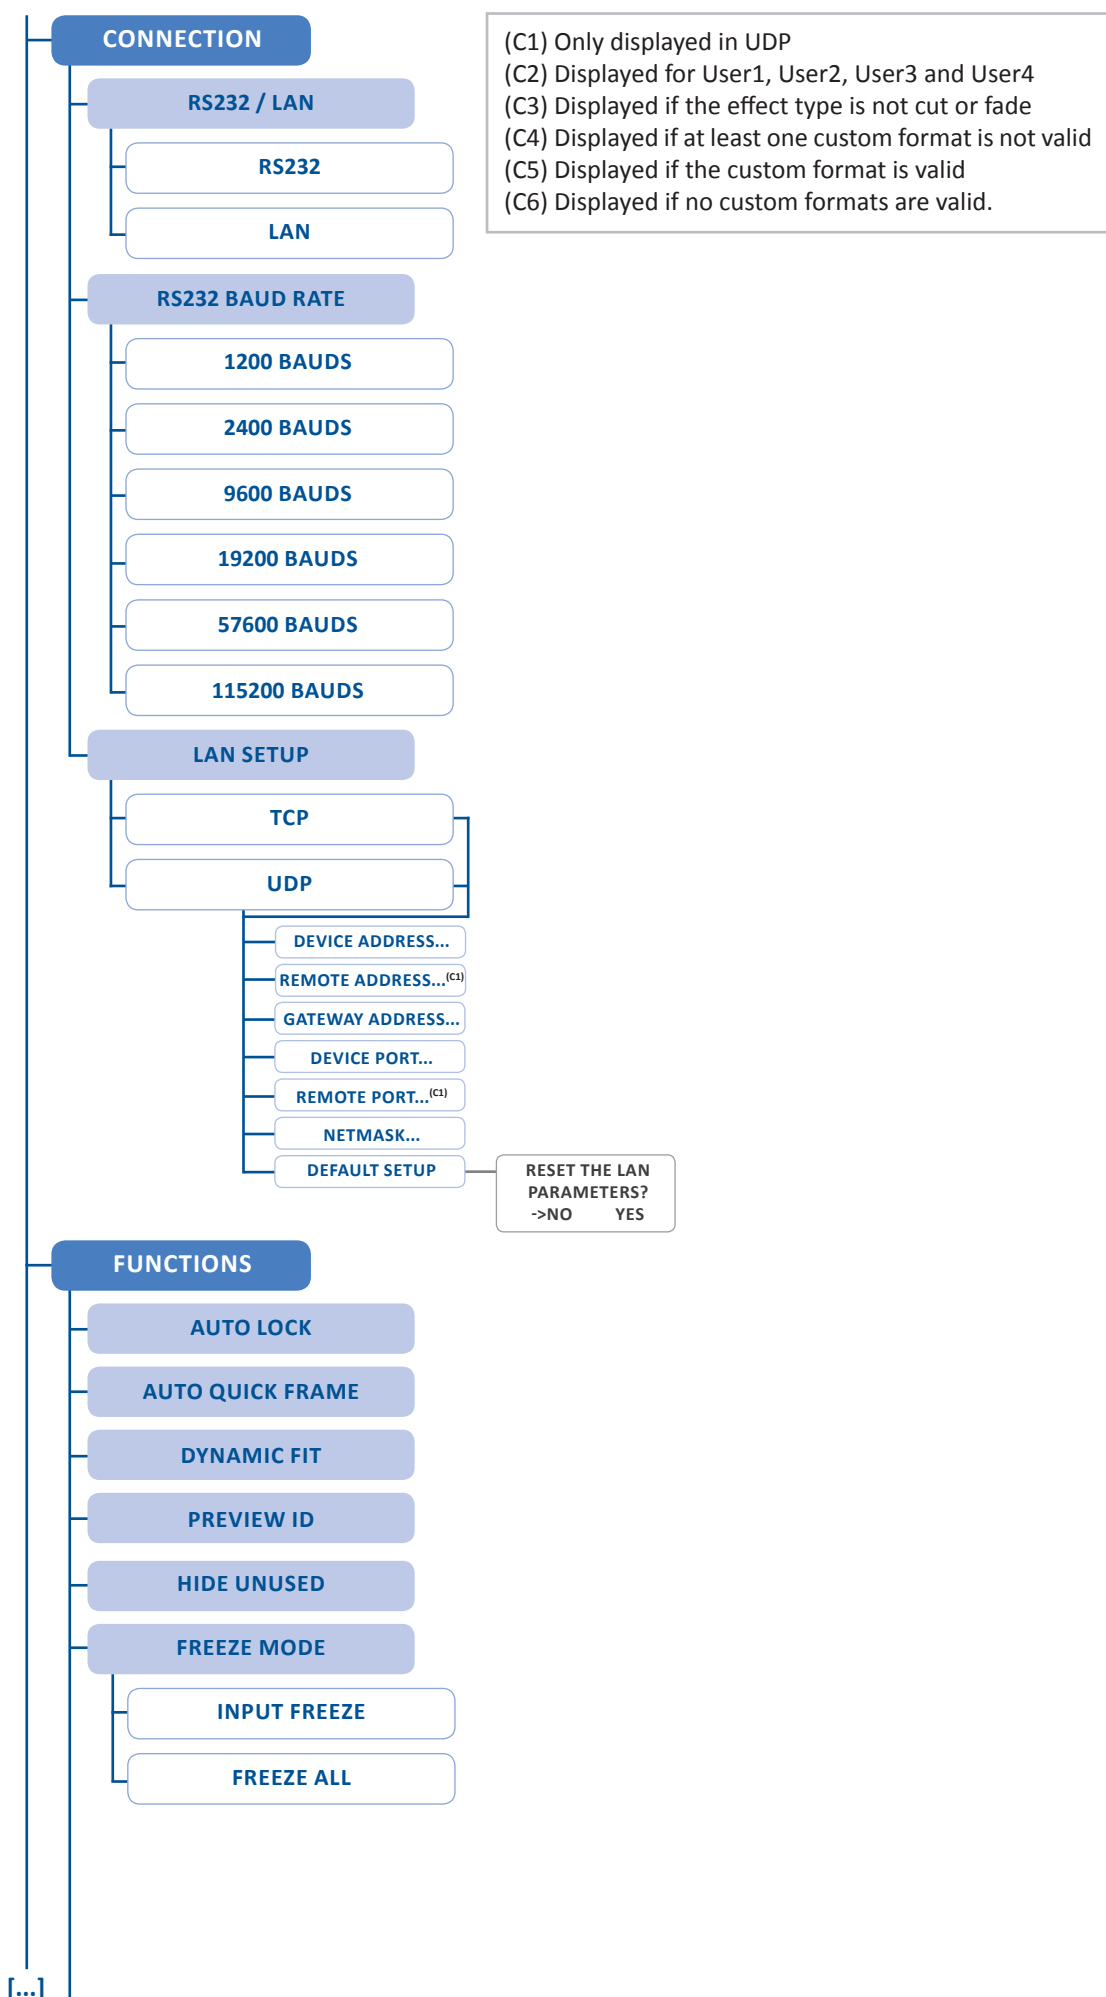 CONNECTION
(C1) Only displayed in UDP
(C2) Displayed for User1, User2, User3 and User4
(C3) Displayed if the effect type is not cut or fade
(C4) Displayed if at least one custom format is not valid
(C5) Displayed if the custom format is valid
(C6) Displayed if no custom formats are valid.
RS232 / LAN
RS232
LAN
RS232 BAUD RATE
1200 BAUDS
2400 BAUDS
9600 BAUDS
19200 BAUDS
57600 BAUDS
115200 BAUDS
LAN SETUP
TCP
UDP
DEVICE ADDRESS...
REMOTE ADDRESS...(C1)
GATEWAY ADDRESS...
DEVICE PORT...
REMOTE PORT...(C1)
NETMASK...
DEFAULT SETUP
RESET THE LAN
PARAMETERS?
->NO YES
FUNCTIONS
AUTO LOCK
AUTO QUICK FRAME
DYNAMIC FIT
PREVIEW ID
HIDE UNUSED
FREEZE MODE
INPUT FREEZE
FREEZE ALL
[...]